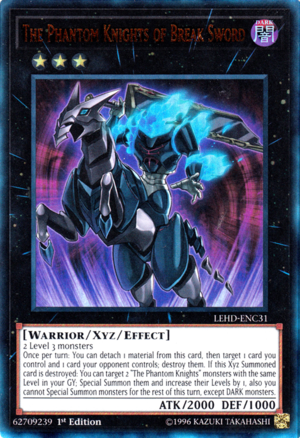 The Phantom Knights of Break Sword
DARK
闇
LEHD-ENC31
[Warrior/Xyz/Effect]
2 Level 3 monsters
Once per turn: You can detach 1 material from this card, then target 1 card you
control and 1 card your opponent controls; destroy them. If this Xyz Summoned
card is destroyed: You can target 2 "The Phantom Knights" monsters with the same
Level in your GY; Special Summon them and increase their Levels by 1, also you
cannot Special Summon monsters for the rest of this turn, except DARK monsters.
ATK/2000 DEF/1000
62709239 1st Edition ©1996 KAZUKI TAKAHASHI